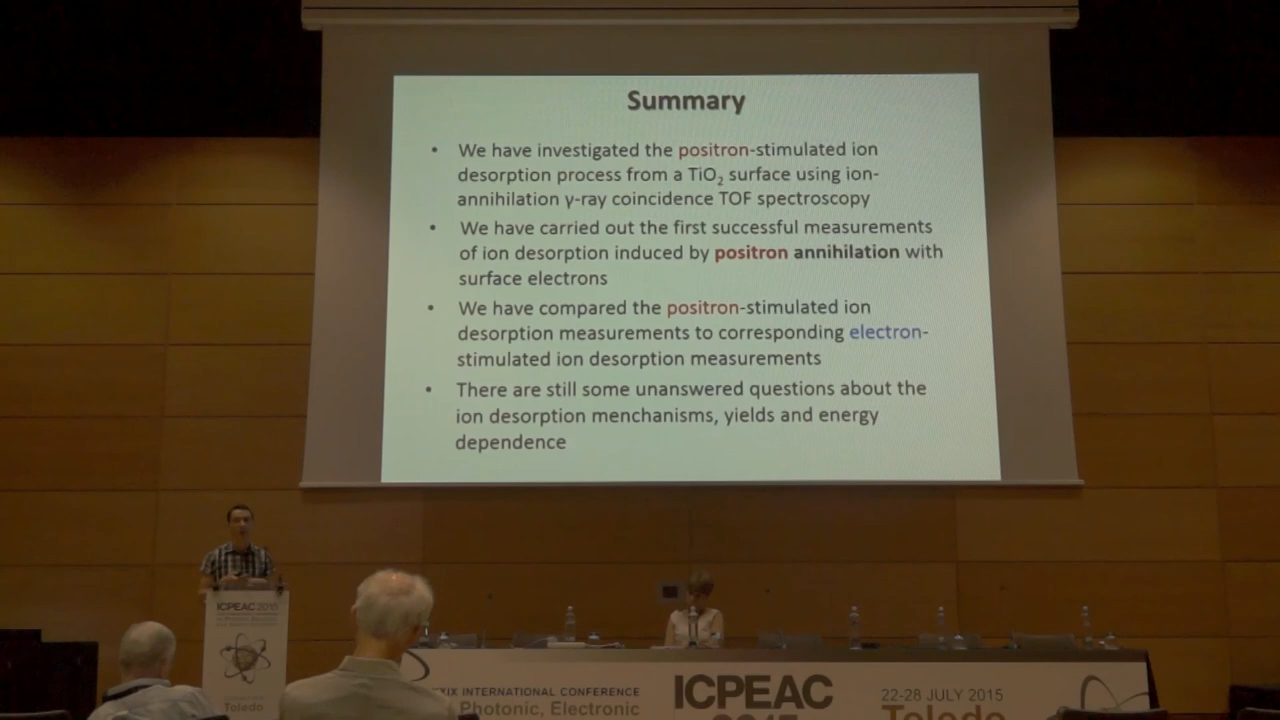 Summary
• We have investigated the positron-stimulated ion
desorption process from a TiO₂ surface using ion-
annihilation γ-ray coincidence TOF spectroscopy
• We have carried out the first successful measurements
of ion desorption induced by positron annihilation with
surface electrons
• We have compared the positron-stimulated ion
desorption measurements to corresponding electron-
stimulated ion desorption measurements
• There are still some unanswered questions about the
ion desorption menchanisms, yields and energy
dependence
ICPEAC 2015
Toledo
XIX INTERNATIONAL CONFERENCE
Photonic, Electronic
ICPEAC
2015
22-28 JULY 2015
Toledo